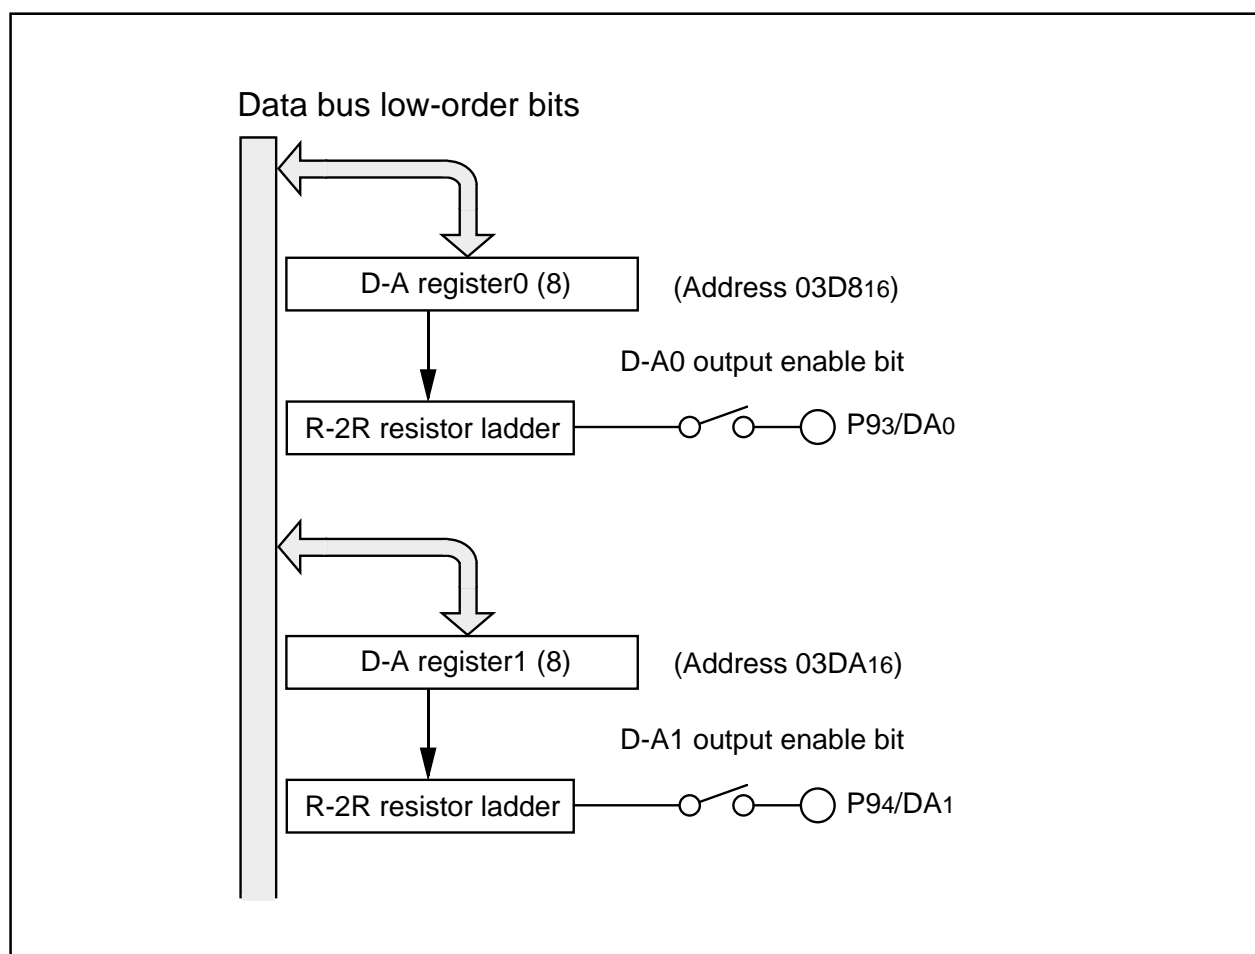 Data bus low-order bits
D-A register0 (8)
(Address 03D816)
D-A0 output enable bit
R-2R resistor ladder
P93/DA0
D-A register1 (8)
(Address 03DA16)
D-A1 output enable bit
R-2R resistor ladder
P94/DA1